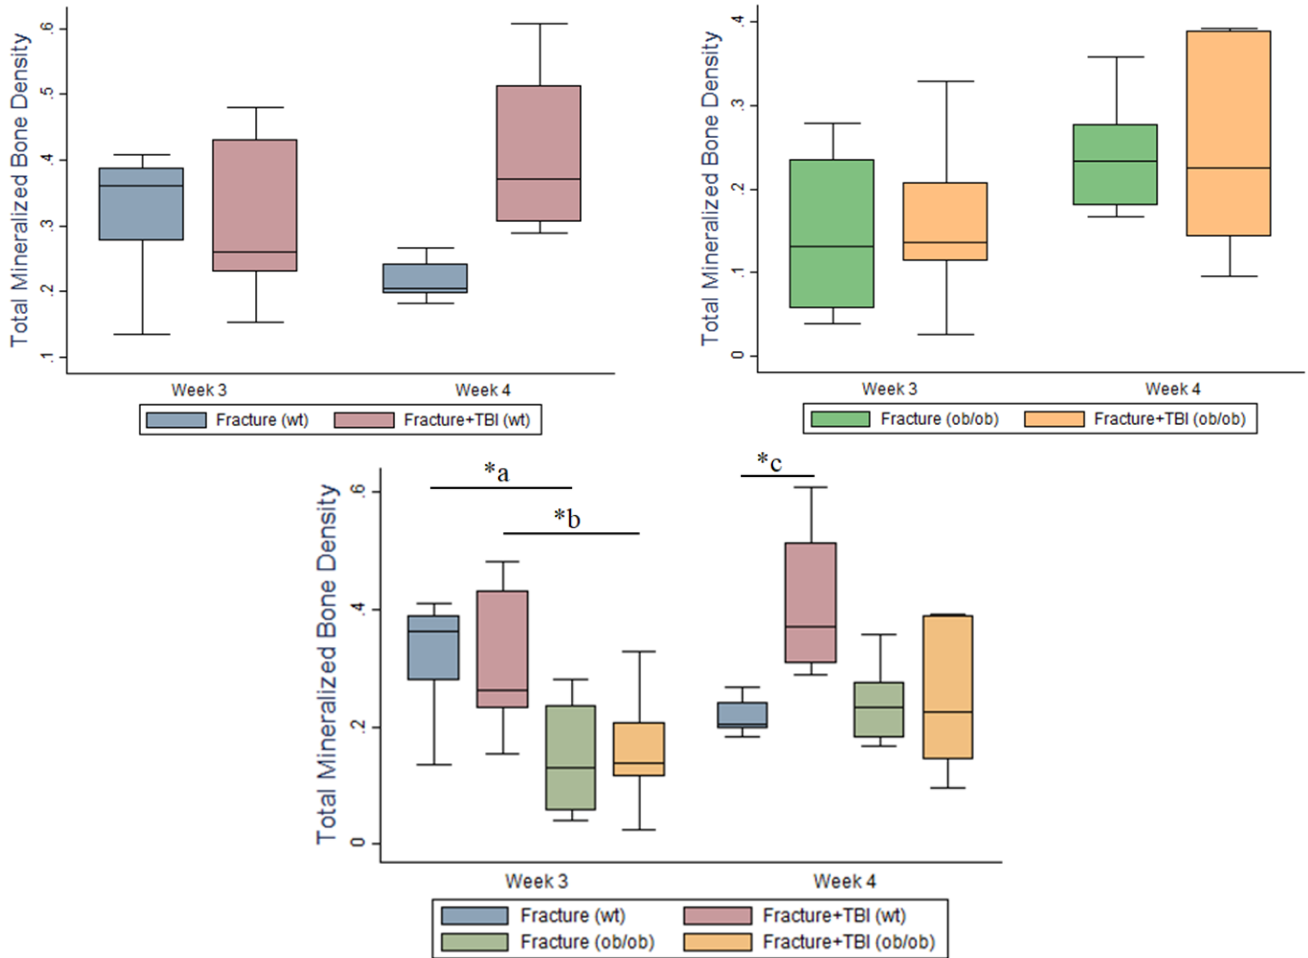 Total Mineralized Bone Density
.6
.5
.4
.3
.2
.1
Week 3
Week 4
Fracture (wt)
Fracture+TBI (wt)
Total Mineralized Bone Density
.4
.3
.2
.1
0
Week 3
Week 4
Fracture (ob/ob)
Fracture+TBI (ob/ob)
Total Mineralized Bone Density
.6
.4
.2
0
*a
*b
*c
Week 3
Week 4
Fracture (wt)
Fracture+TBI (wt)
Fracture (ob/ob)
Fracture+TBI (ob/ob)